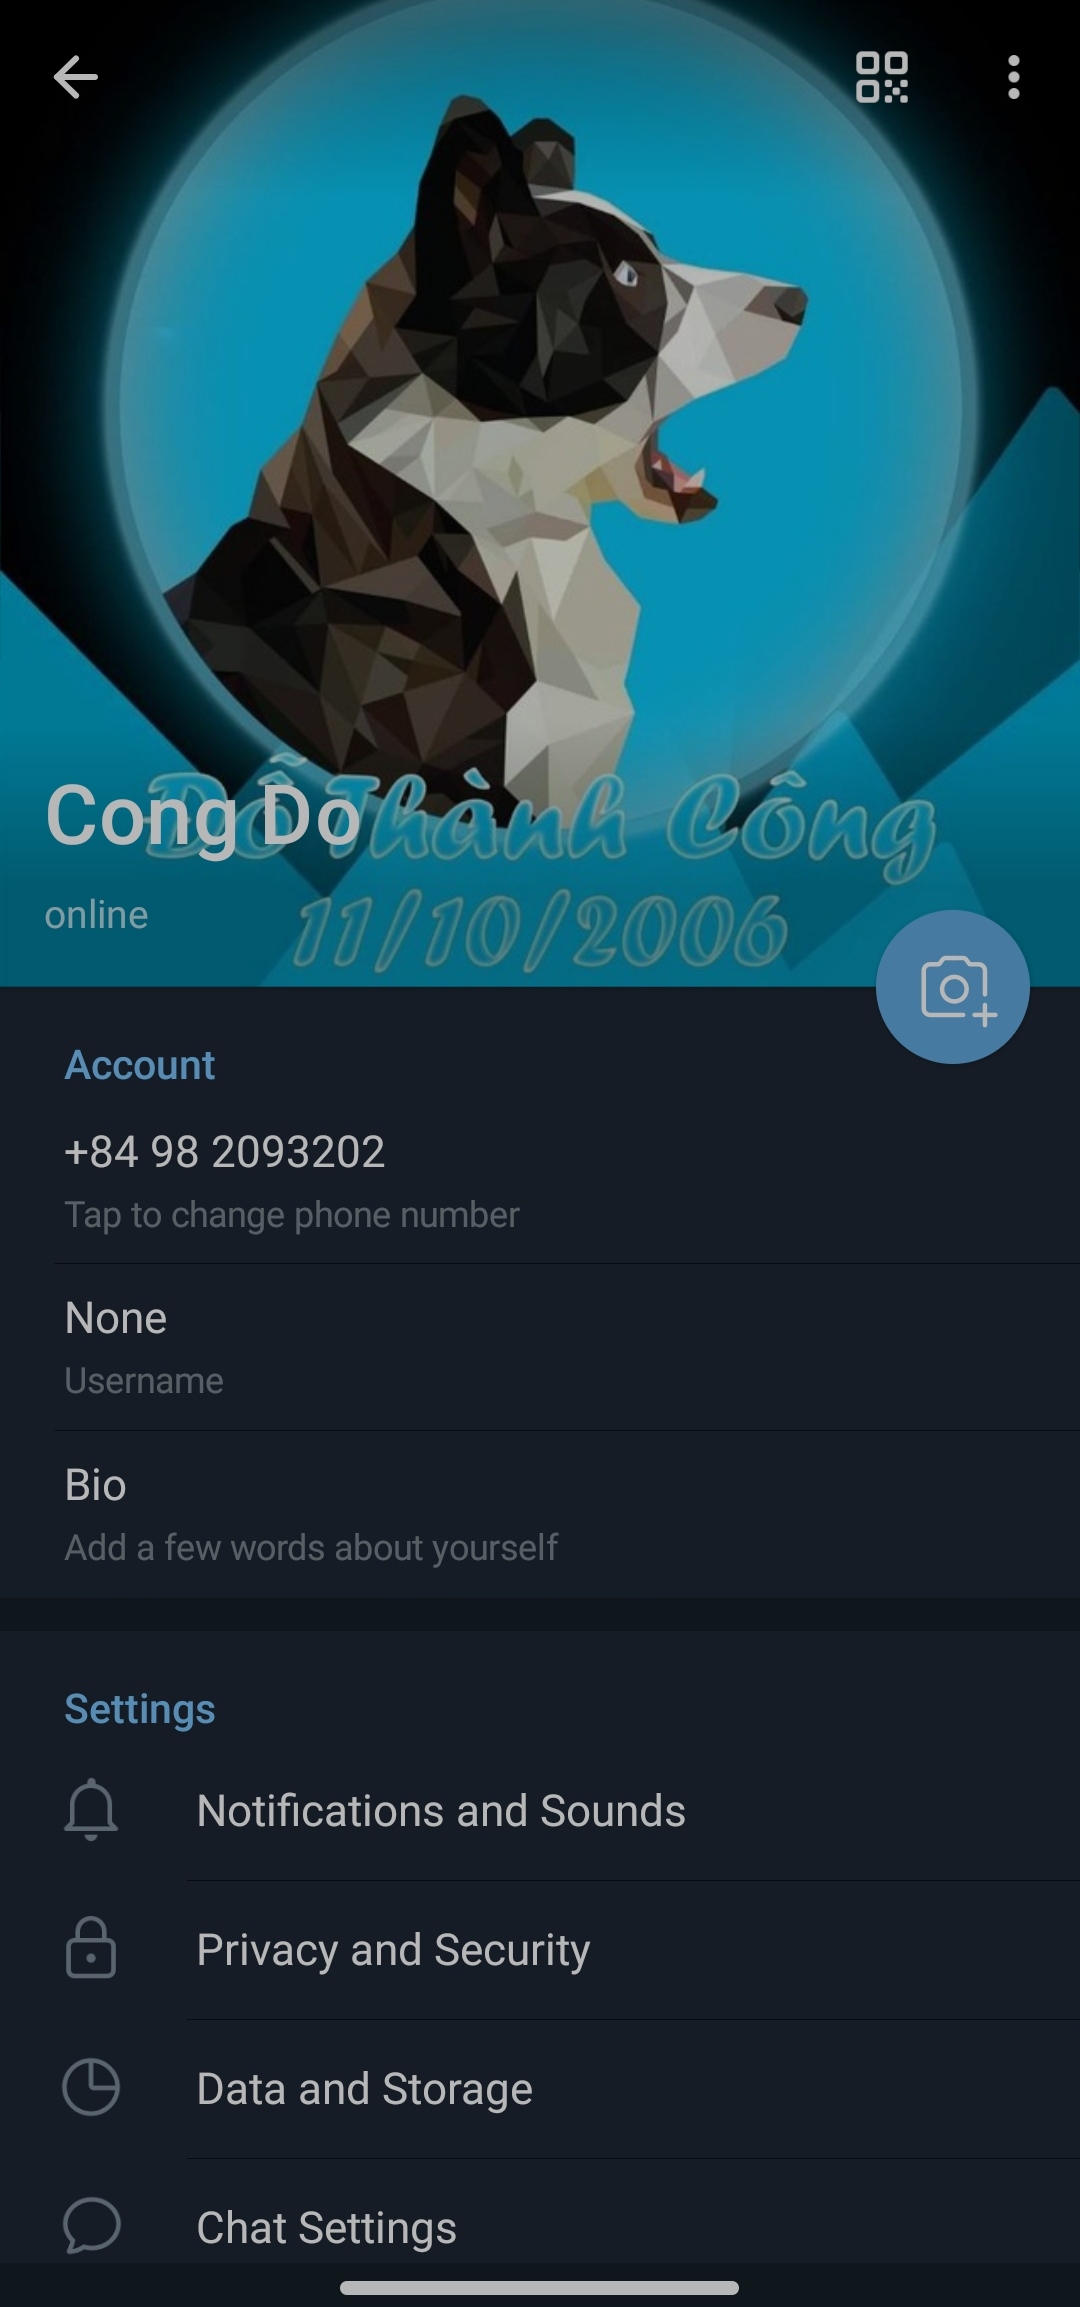 Đỗ Thành Công
11/10/2006
Cong Do
online
Account
+84 98 2093202
Tap to change phone number
None
Username
Bio
Add a few words about yourself
Settings
Notifications and Sounds
Privacy and Security
Data and Storage
Chat Settings